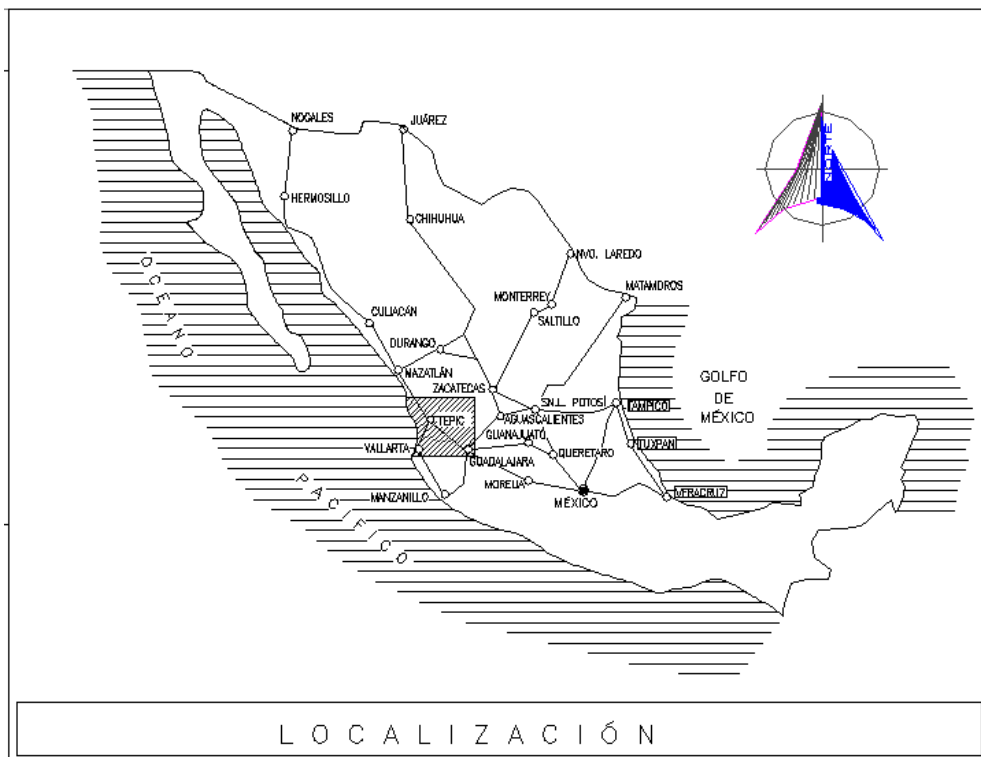 NORTE
NOGALES
JUÁREZ
HERMOSILLO
CHIHUHUA
NVO. LAREDO
MATAMOROS
MONTERREY
SALTILLO
CULIACÁN
DURANGO
MAZATLÁN
ZACATECAS
GOLFO
DE
MÉXICO
SN.L. POTOSÍ
TAMPICO
TEPIC
AGUASCALIENTES
GUANAJUATO
TUXPAN
VALLARTA
QUERETARO
GUADALAJARA
MORELIA
MANZANILLO
MÉXICO
VERACRUZ
OCEANO
PACIFICO
LOCALIZACIÓN